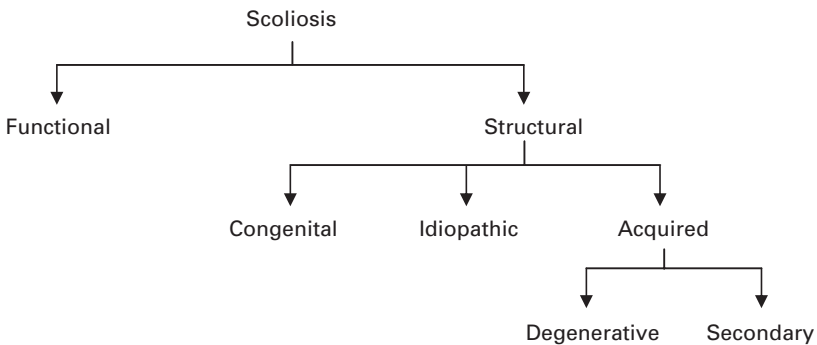 Scoliosis
Functional
Structural
Congenital
Idiopathic
Acquired
Degenerative
Secondary